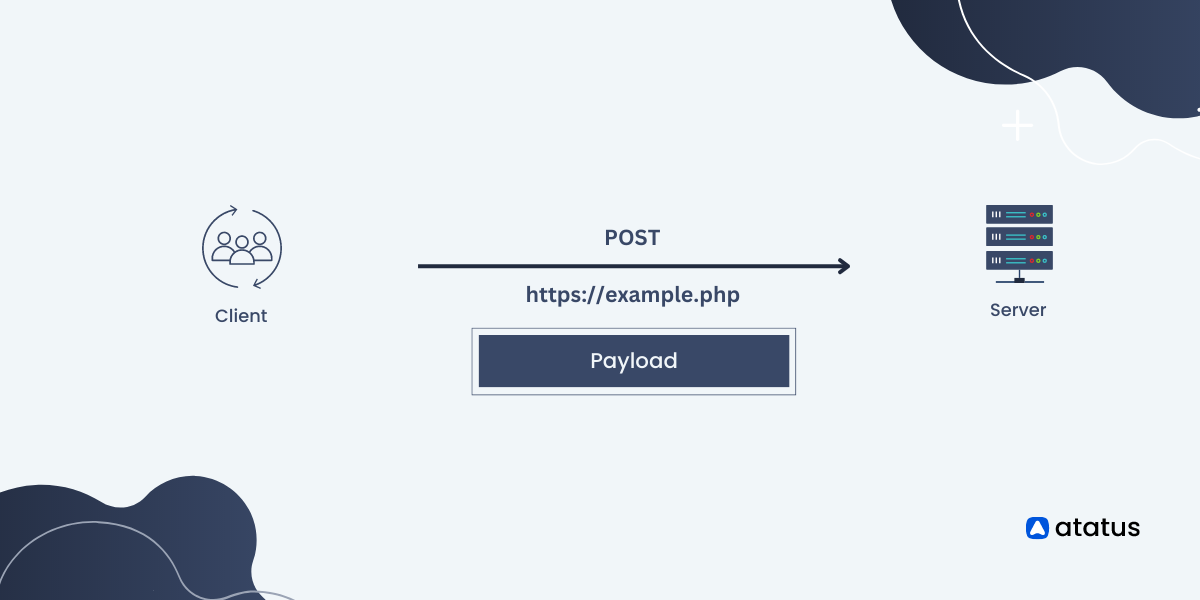 POST
https://example.php
Payload
Client
Server
atatus